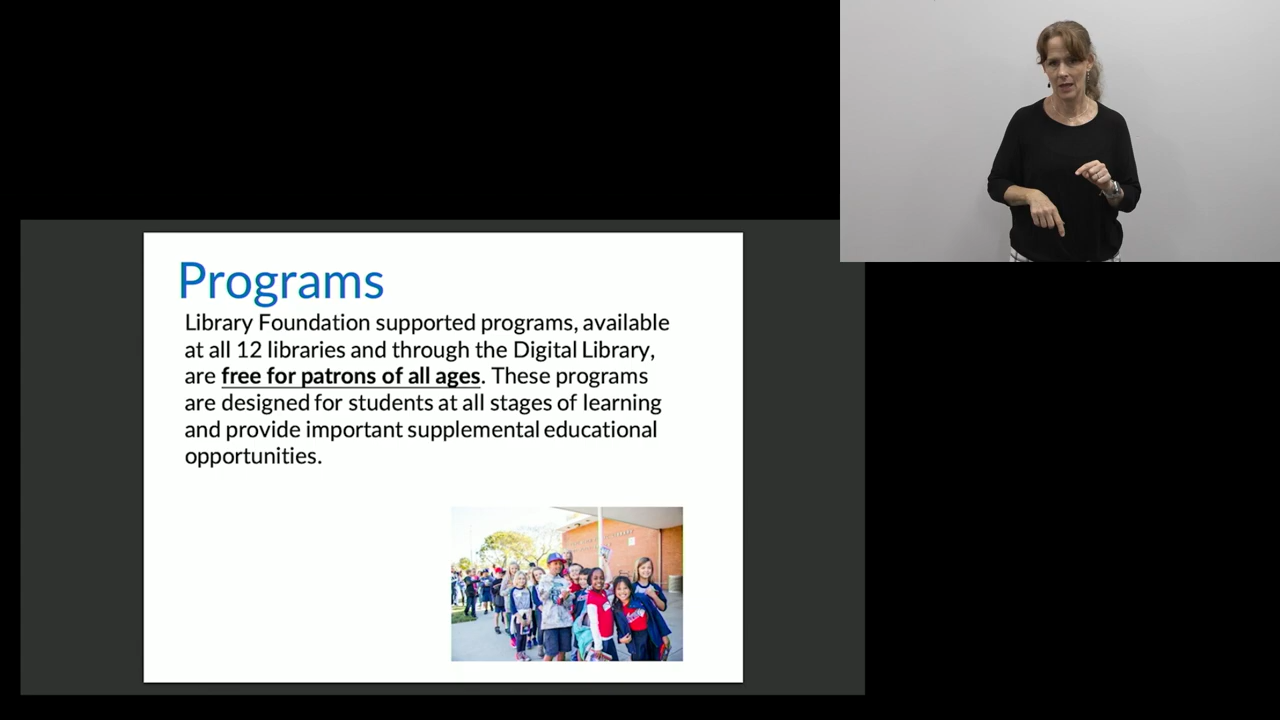 Programs
Library Foundation supported programs, available
at all 12 libraries and through the Digital Library,
are free for patrons of all ages. These programs
are designed for students at all stages of learning
and provide important supplemental educational
opportunities.